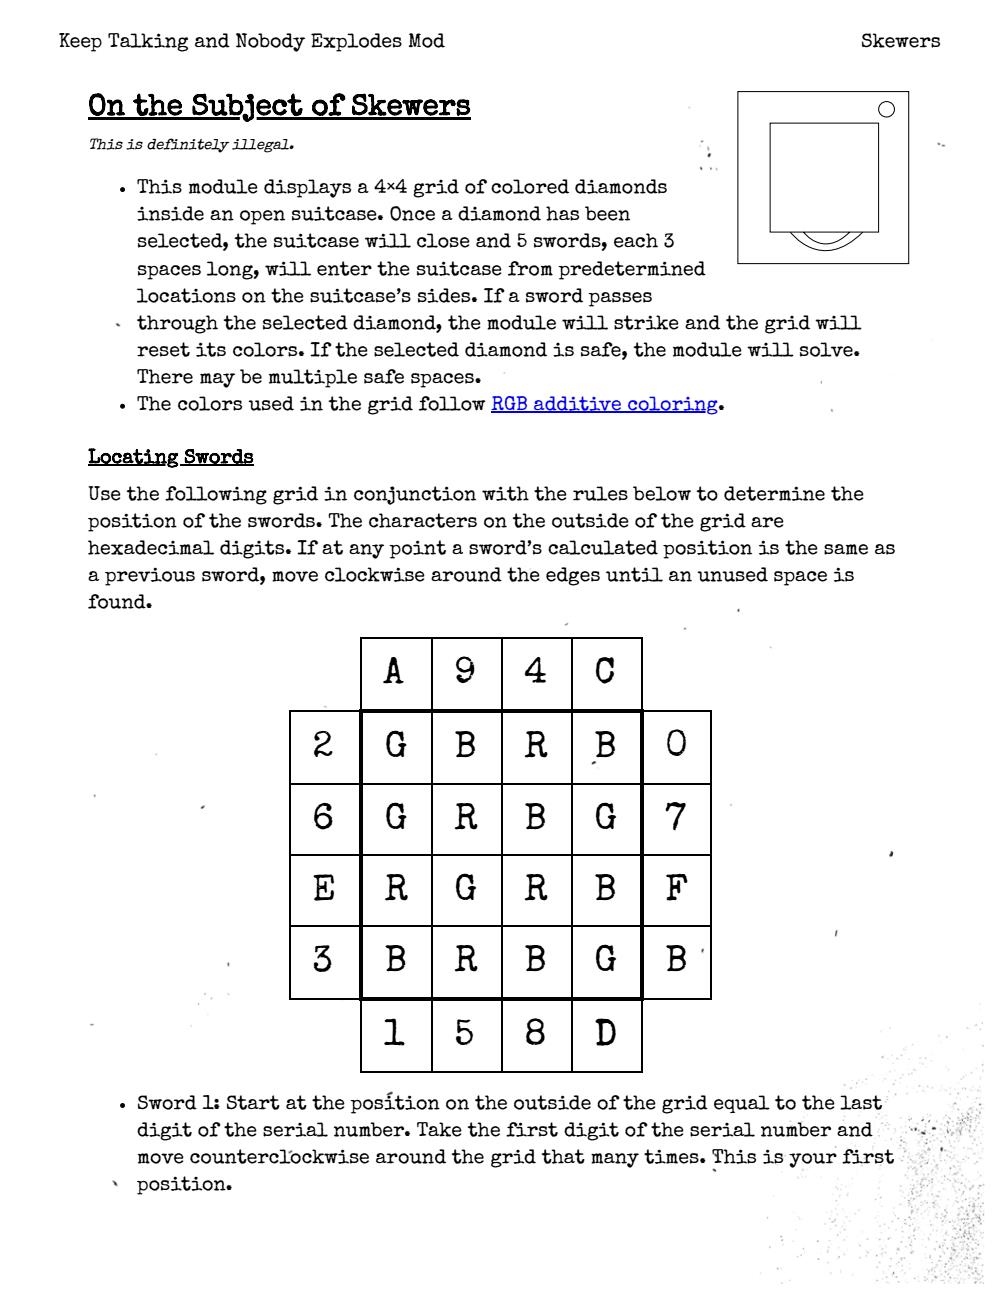 Keep Talking and Nobody Explodes Mod
Skewers
On the Subject of Skewers
This is definitely illegal.
• This module displays a 4×4 grid of colored diamonds
inside an open suitcase. Once a diamond has been
selected, the suitcase will close and 5 swords, each 3
spaces long, will enter the suitcase from predetermined
locations on the suitcase's sides. If a sword passes
through the selected diamond, the module will strike and the grid will
reset its colors. If the selected diamond is safe, the module will solve.
There may be multiple safe spaces.
• The colors used in the grid follow RGB additive coloring.
Locating Swords
Use the following grid in conjunction with the rules below to determine the
position of the swords. The characters on the outside of the grid are
hexadecimal digits. If at any point a sword's calculated position is the same as
a previous sword, move clockwise around the edges until an unused space is
found.
A 9 4 C
2 G B R B 0
6 G R B G 7
E R G R B F
3 B R B G B
1 5 8 D
• Sword 1: Start at the position on the outside of the grid equal to the last
digit of the serial number. Take the first digit of the serial number and
move counterclockwise around the grid that many times. This is your first
position.